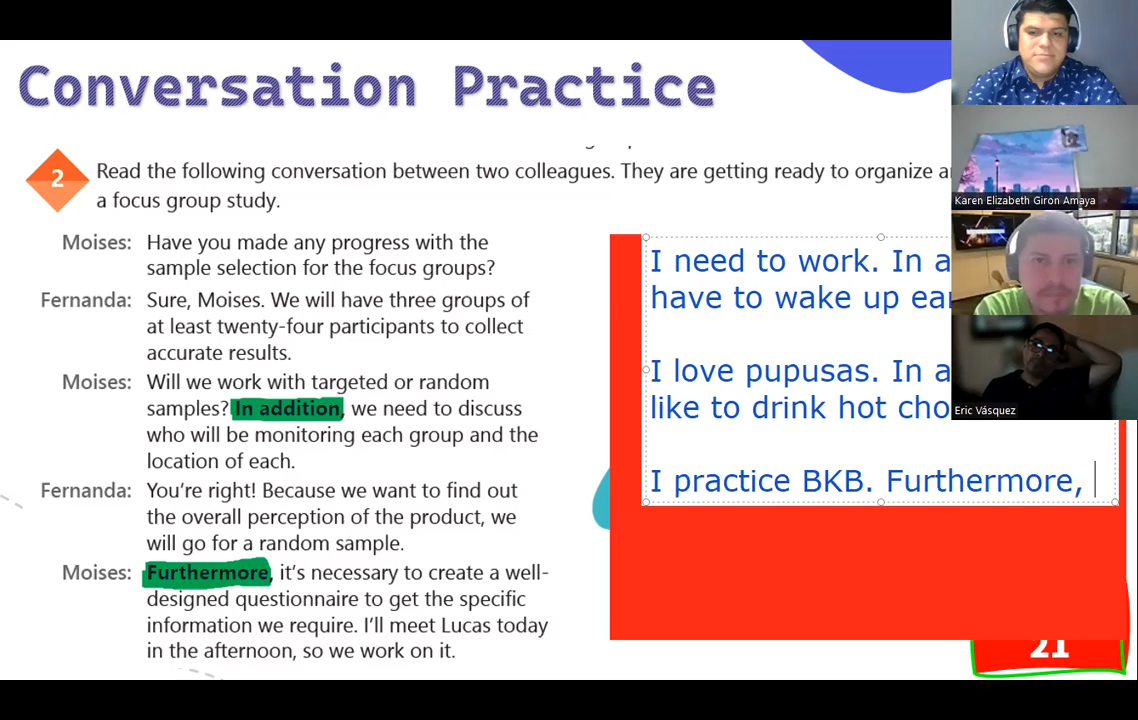 Conversation Practice
2
Read the following conversation between two colleagues. They are getting ready to organize
a focus group study.
Moises: Have you made any progress with the
sample selection for the focus groups?
Fernanda: Sure, Moises. We will have three groups of
at least twenty-four participants to collect
accurate results.
Moises: Will we work with targeted or random
samples? In addition, we need to discuss
who will be monitoring each group and the
location of each.
Fernanda: You're right! Because we want to find out
the overall perception of the product, we
will go for a random sample.
Moises: Furthermore, it's necessary to create a well-
designed questionnaire to get the specific
information we require. I'll meet Lucas today
in the afternoon, so we work on it.
I need to work. In
have to wake up
I love pupusas. In
like to drink hot
I practice BKB. Furthermore,
21
Karen Elizabeth Giron Amaya
Eric Vásquez